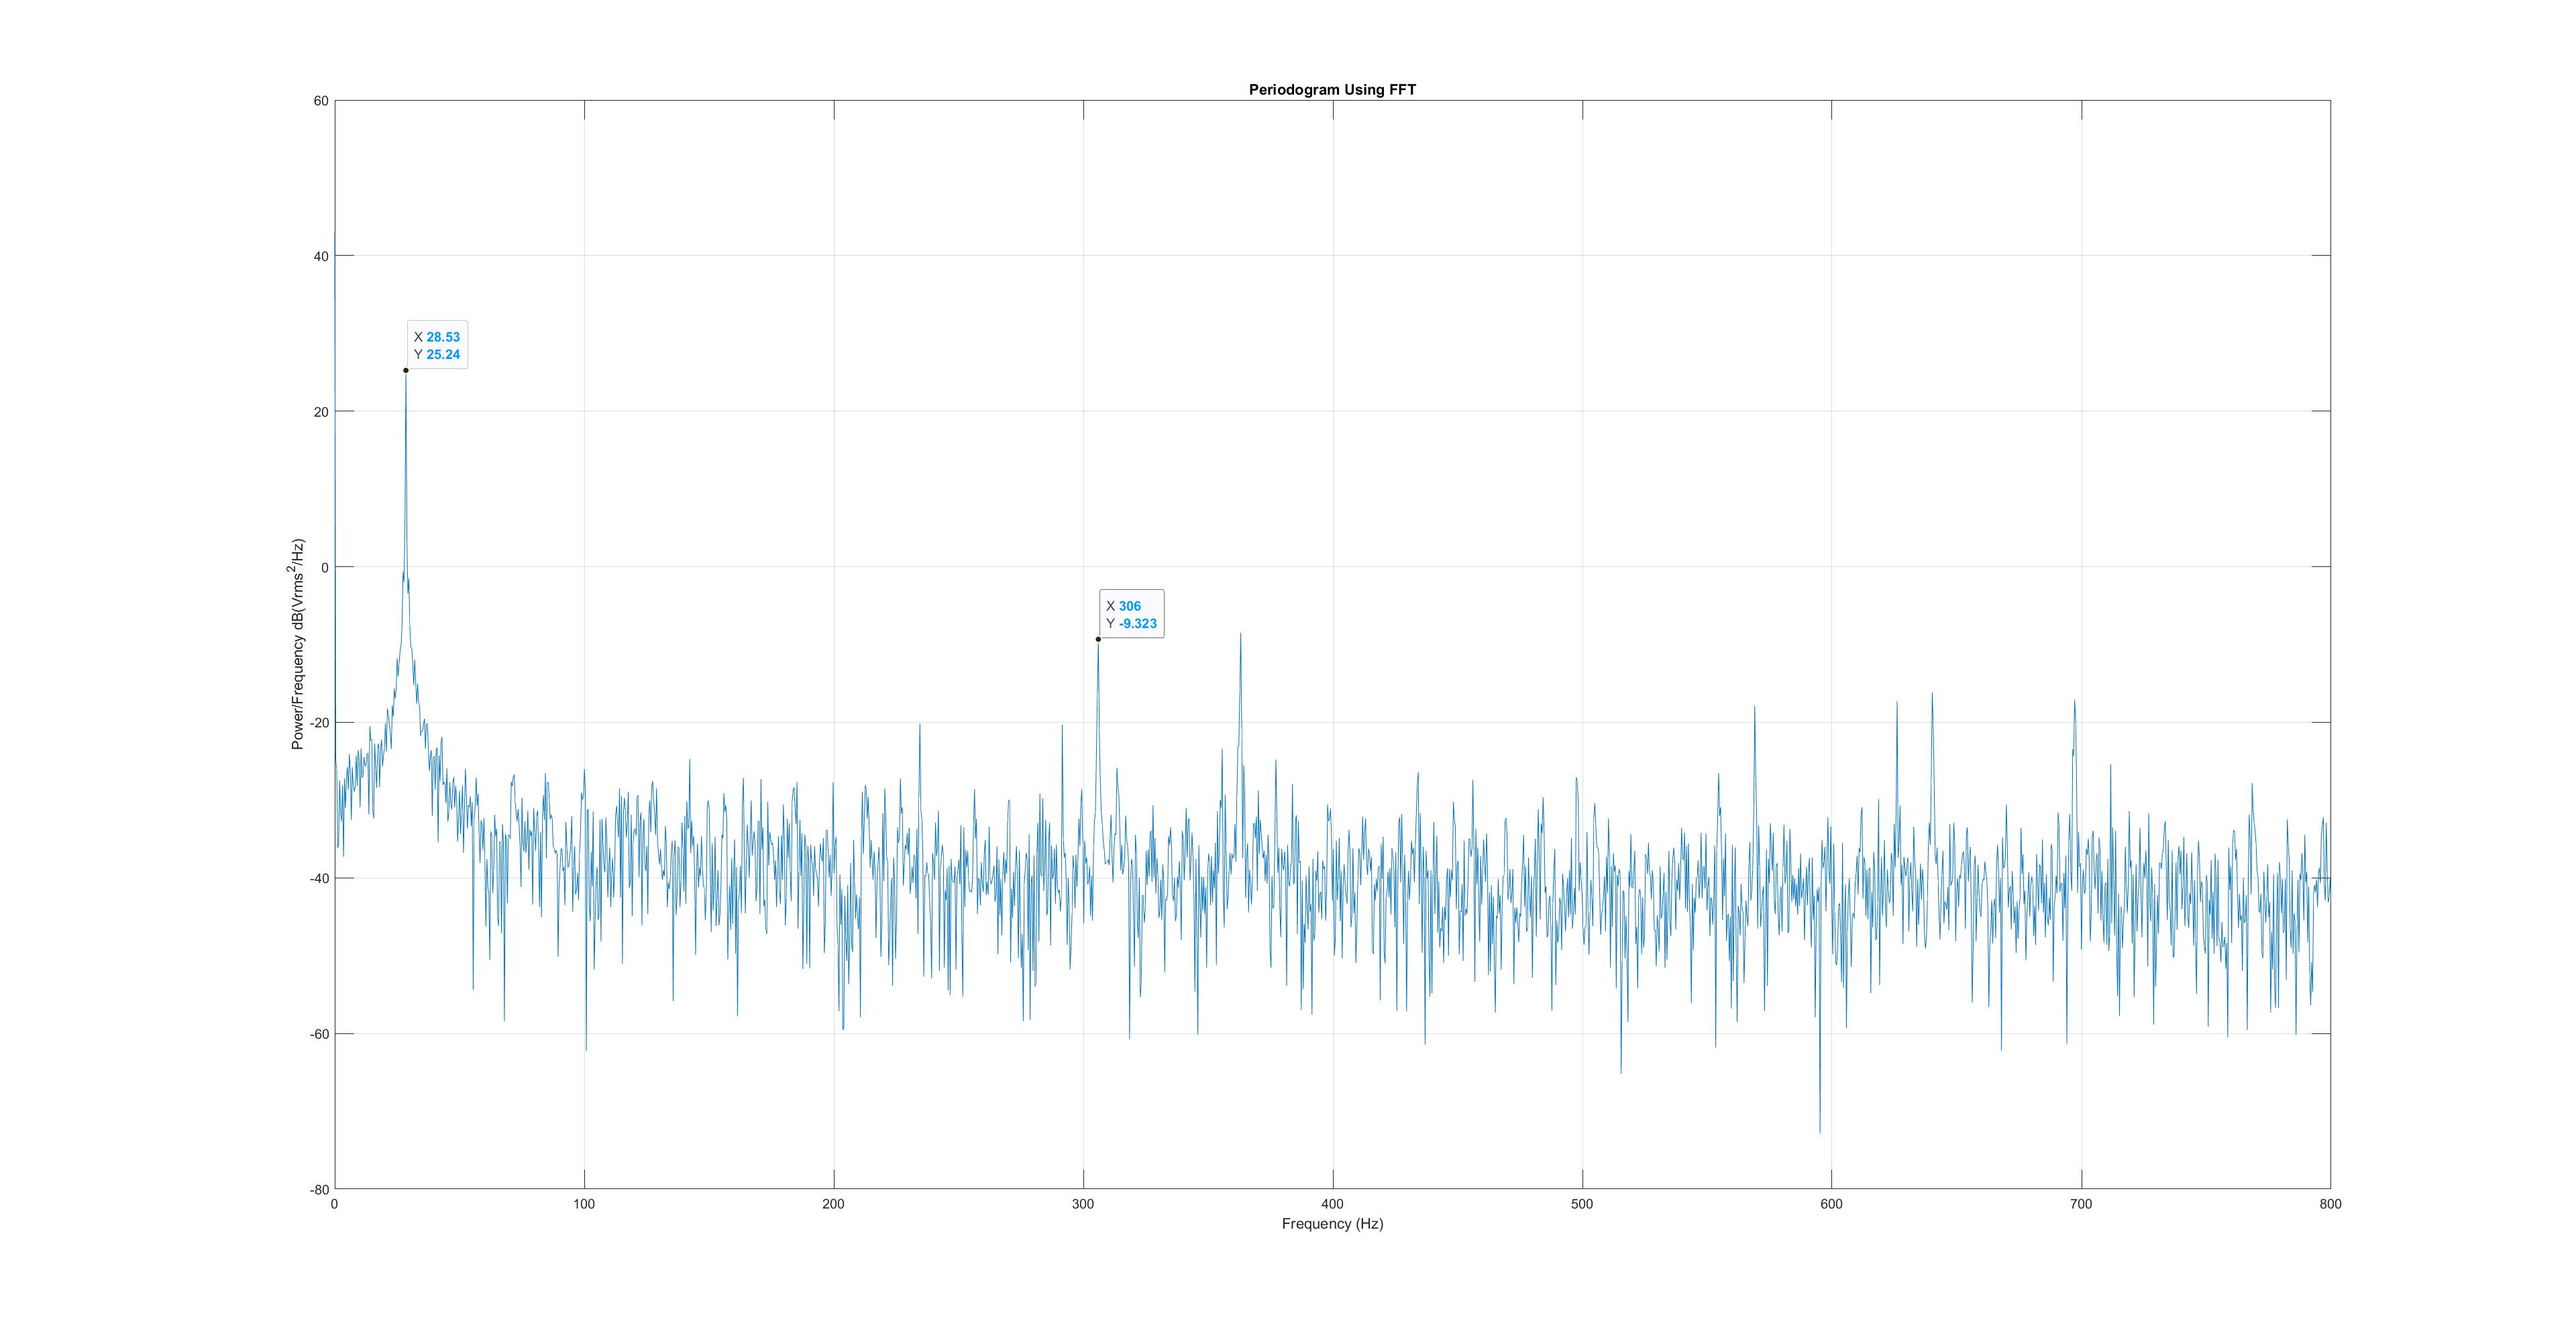 Periodogram Using FFT
60
40
20
0
-20
-40
-60
-80
Power/Frequency dB(Vrms²/Hz)
X 28.53
Y 25.24
X 306
Y -9.323
0 100 200 300 400 500 600 700 800
Frequency (Hz)